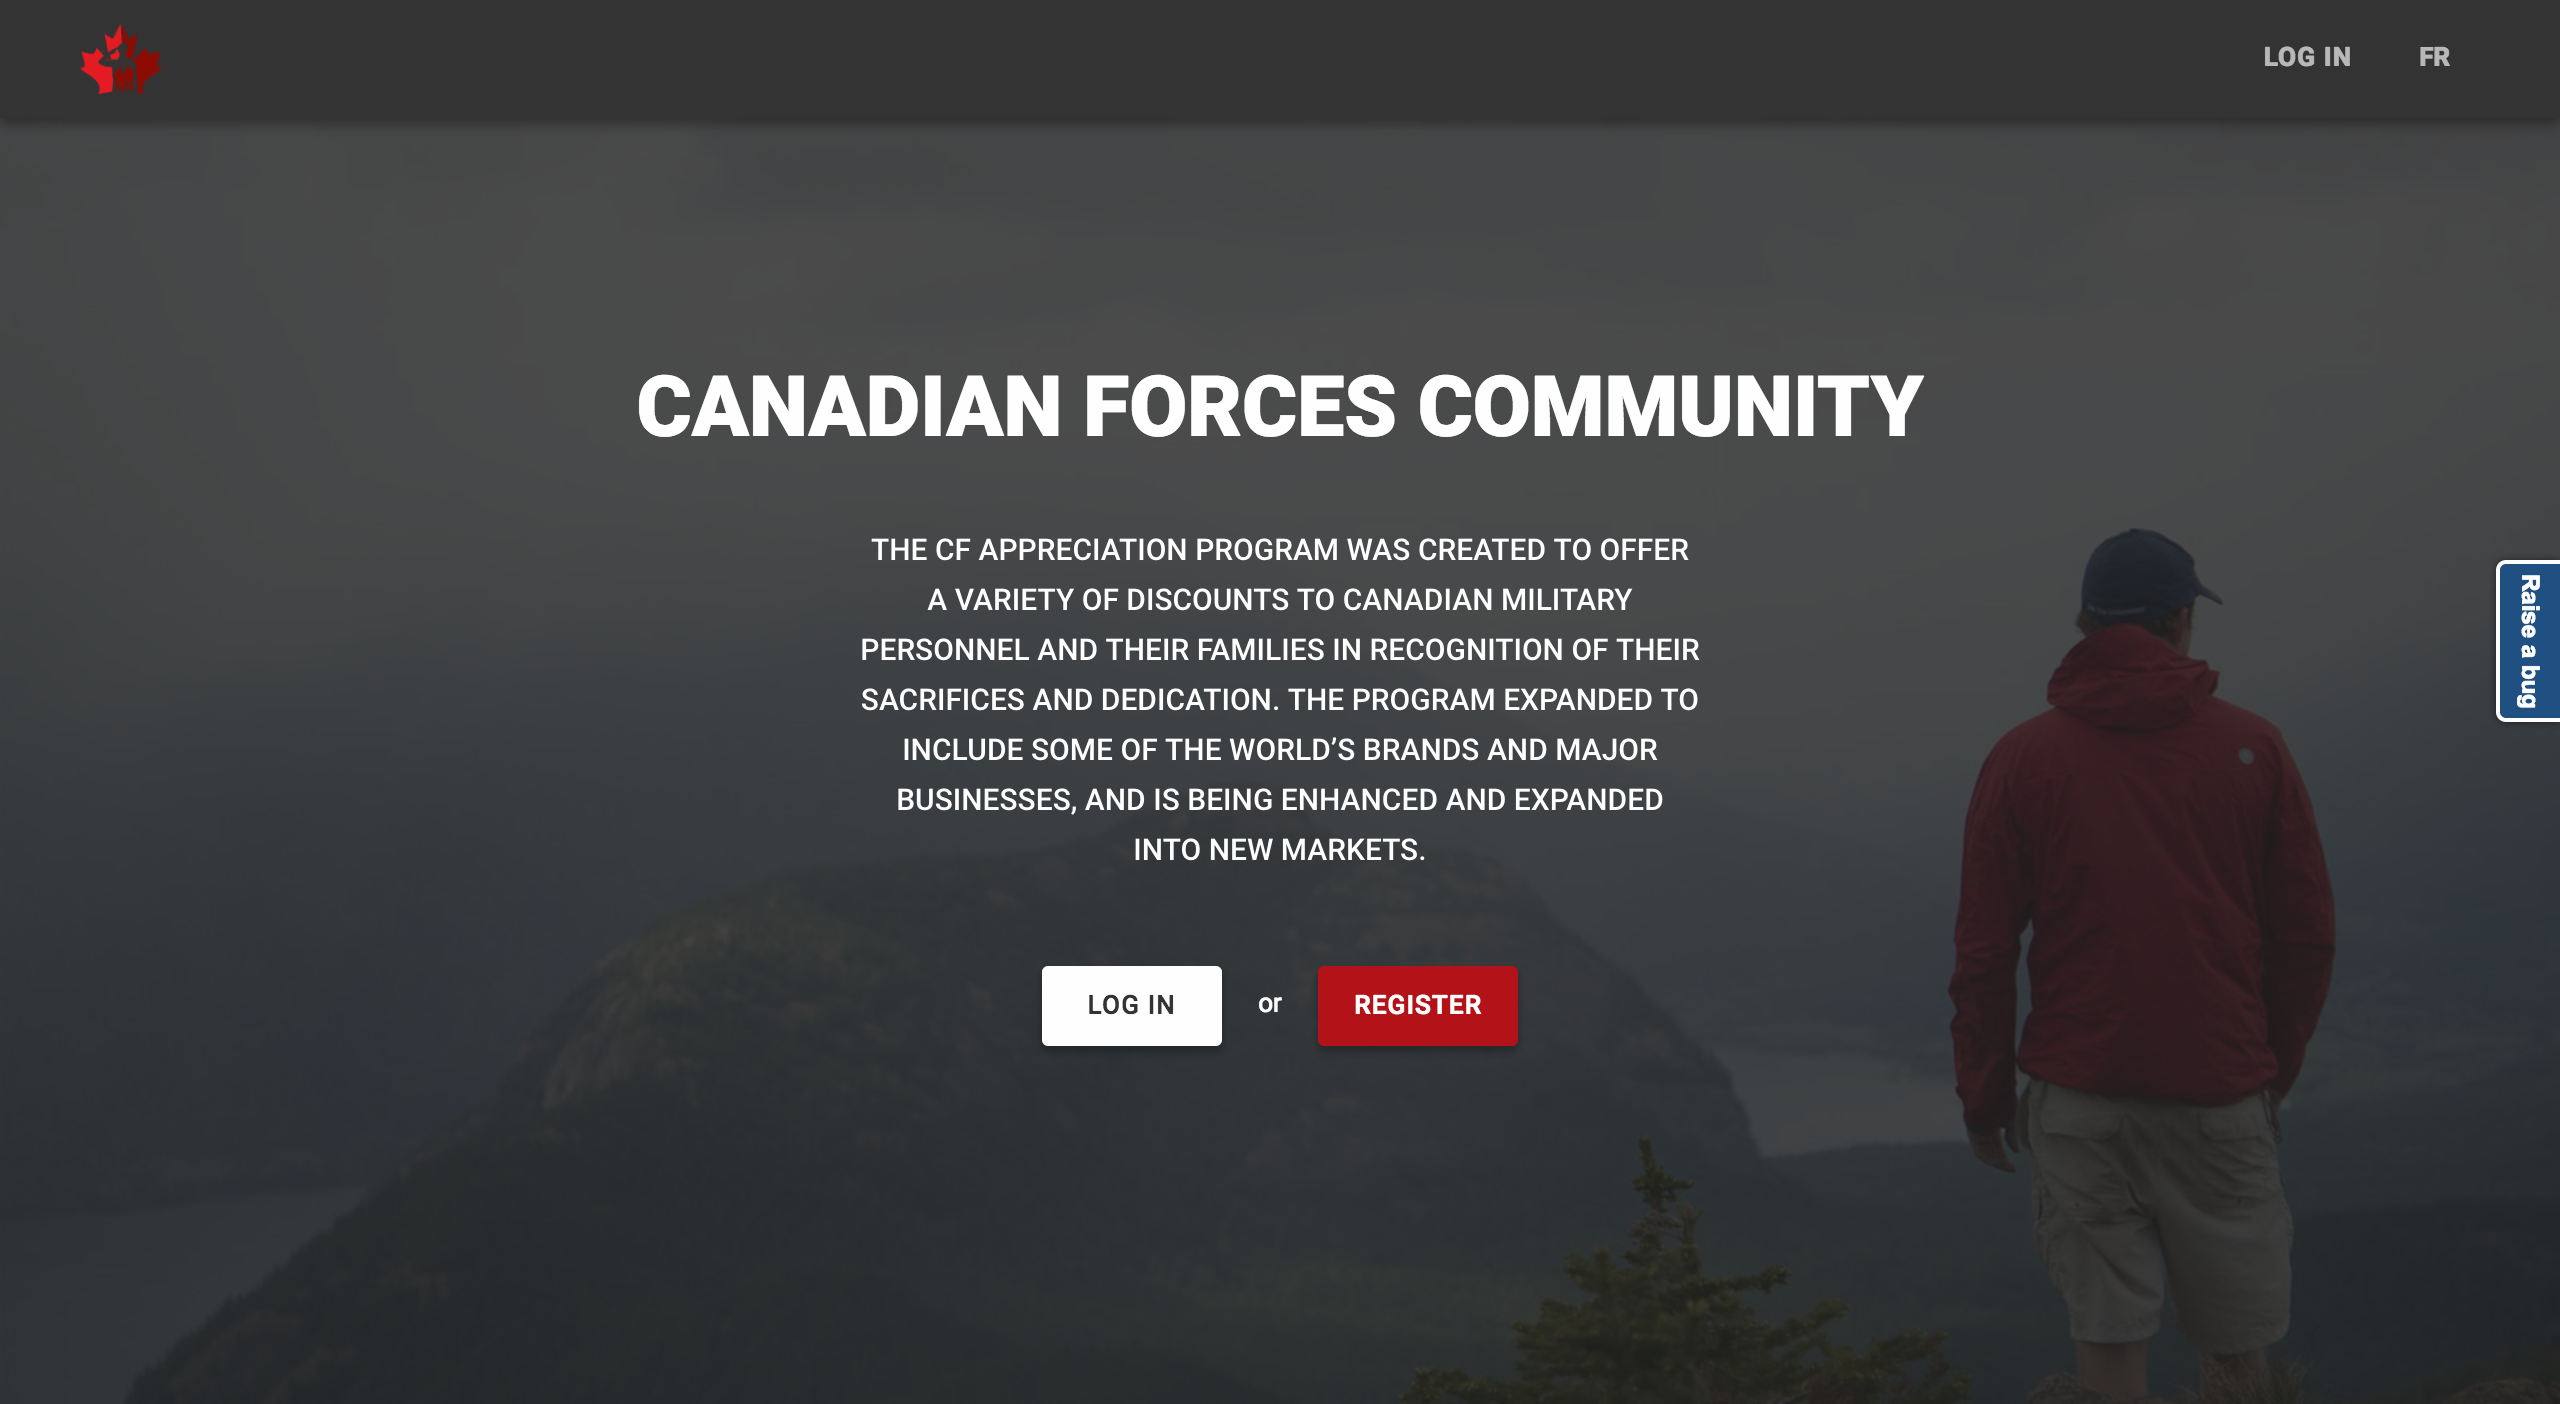 LOG IN
FR
CANADIAN FORCES COMMUNITY
THE CF APPRECIATION PROGRAM WAS CREATED TO OFFER
A VARIETY OF DISCOUNTS TO CANADIAN MILITARY
PERSONNEL AND THEIR FAMILIES IN RECOGNITION OF THEIR
SACRIFICES AND DEDICATION. THE PROGRAM EXPANDED TO
INCLUDE SOME OF THE WORLD’S BRANDS AND MAJOR
BUSINESSES, AND IS BEING ENHANCED AND EXPANDED
INTO NEW MARKETS.
LOG IN
or
REGISTER
Raise a bug